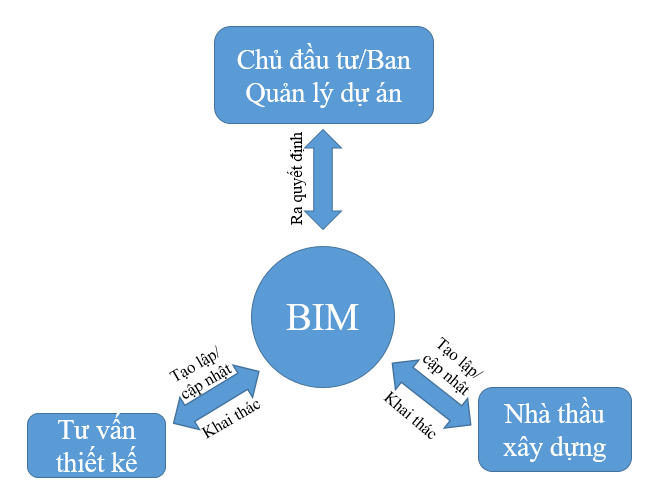 Chủ đầu tư/Ban
Quản lý dự án
Ra quyết định
BIM
Tạo lập/
cập nhật
Khai thác
Tạo lập/
cập nhật
Khai thác
Tư vấn
thiết kế
Nhà thầu
xây dựng